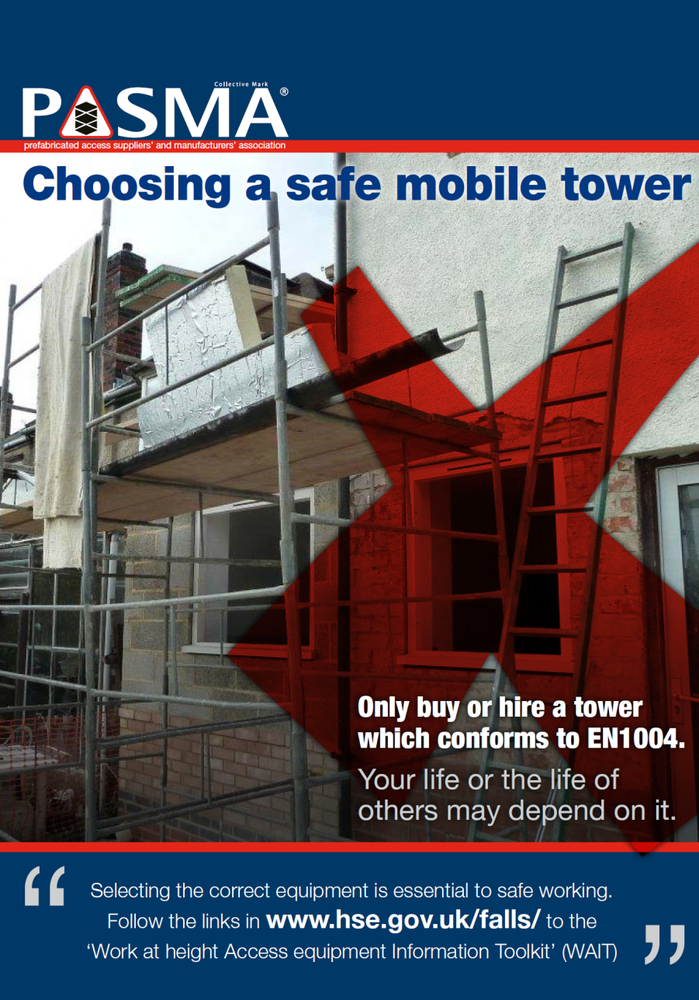 Collective Mark
PASMA®
prefabricated access suppliers' and manufacturers' association
Choosing a safe mobile tower
Only buy or hire a tower
which conforms to EN1004.
Your life or the life of
others may depend on it.
“ Selecting the correct equipment is essential to safe working.
Follow the links in www.hse.gov.uk/falls/ to the
‘Work at height Access equipment Information Toolkit’ (WAIT) ”